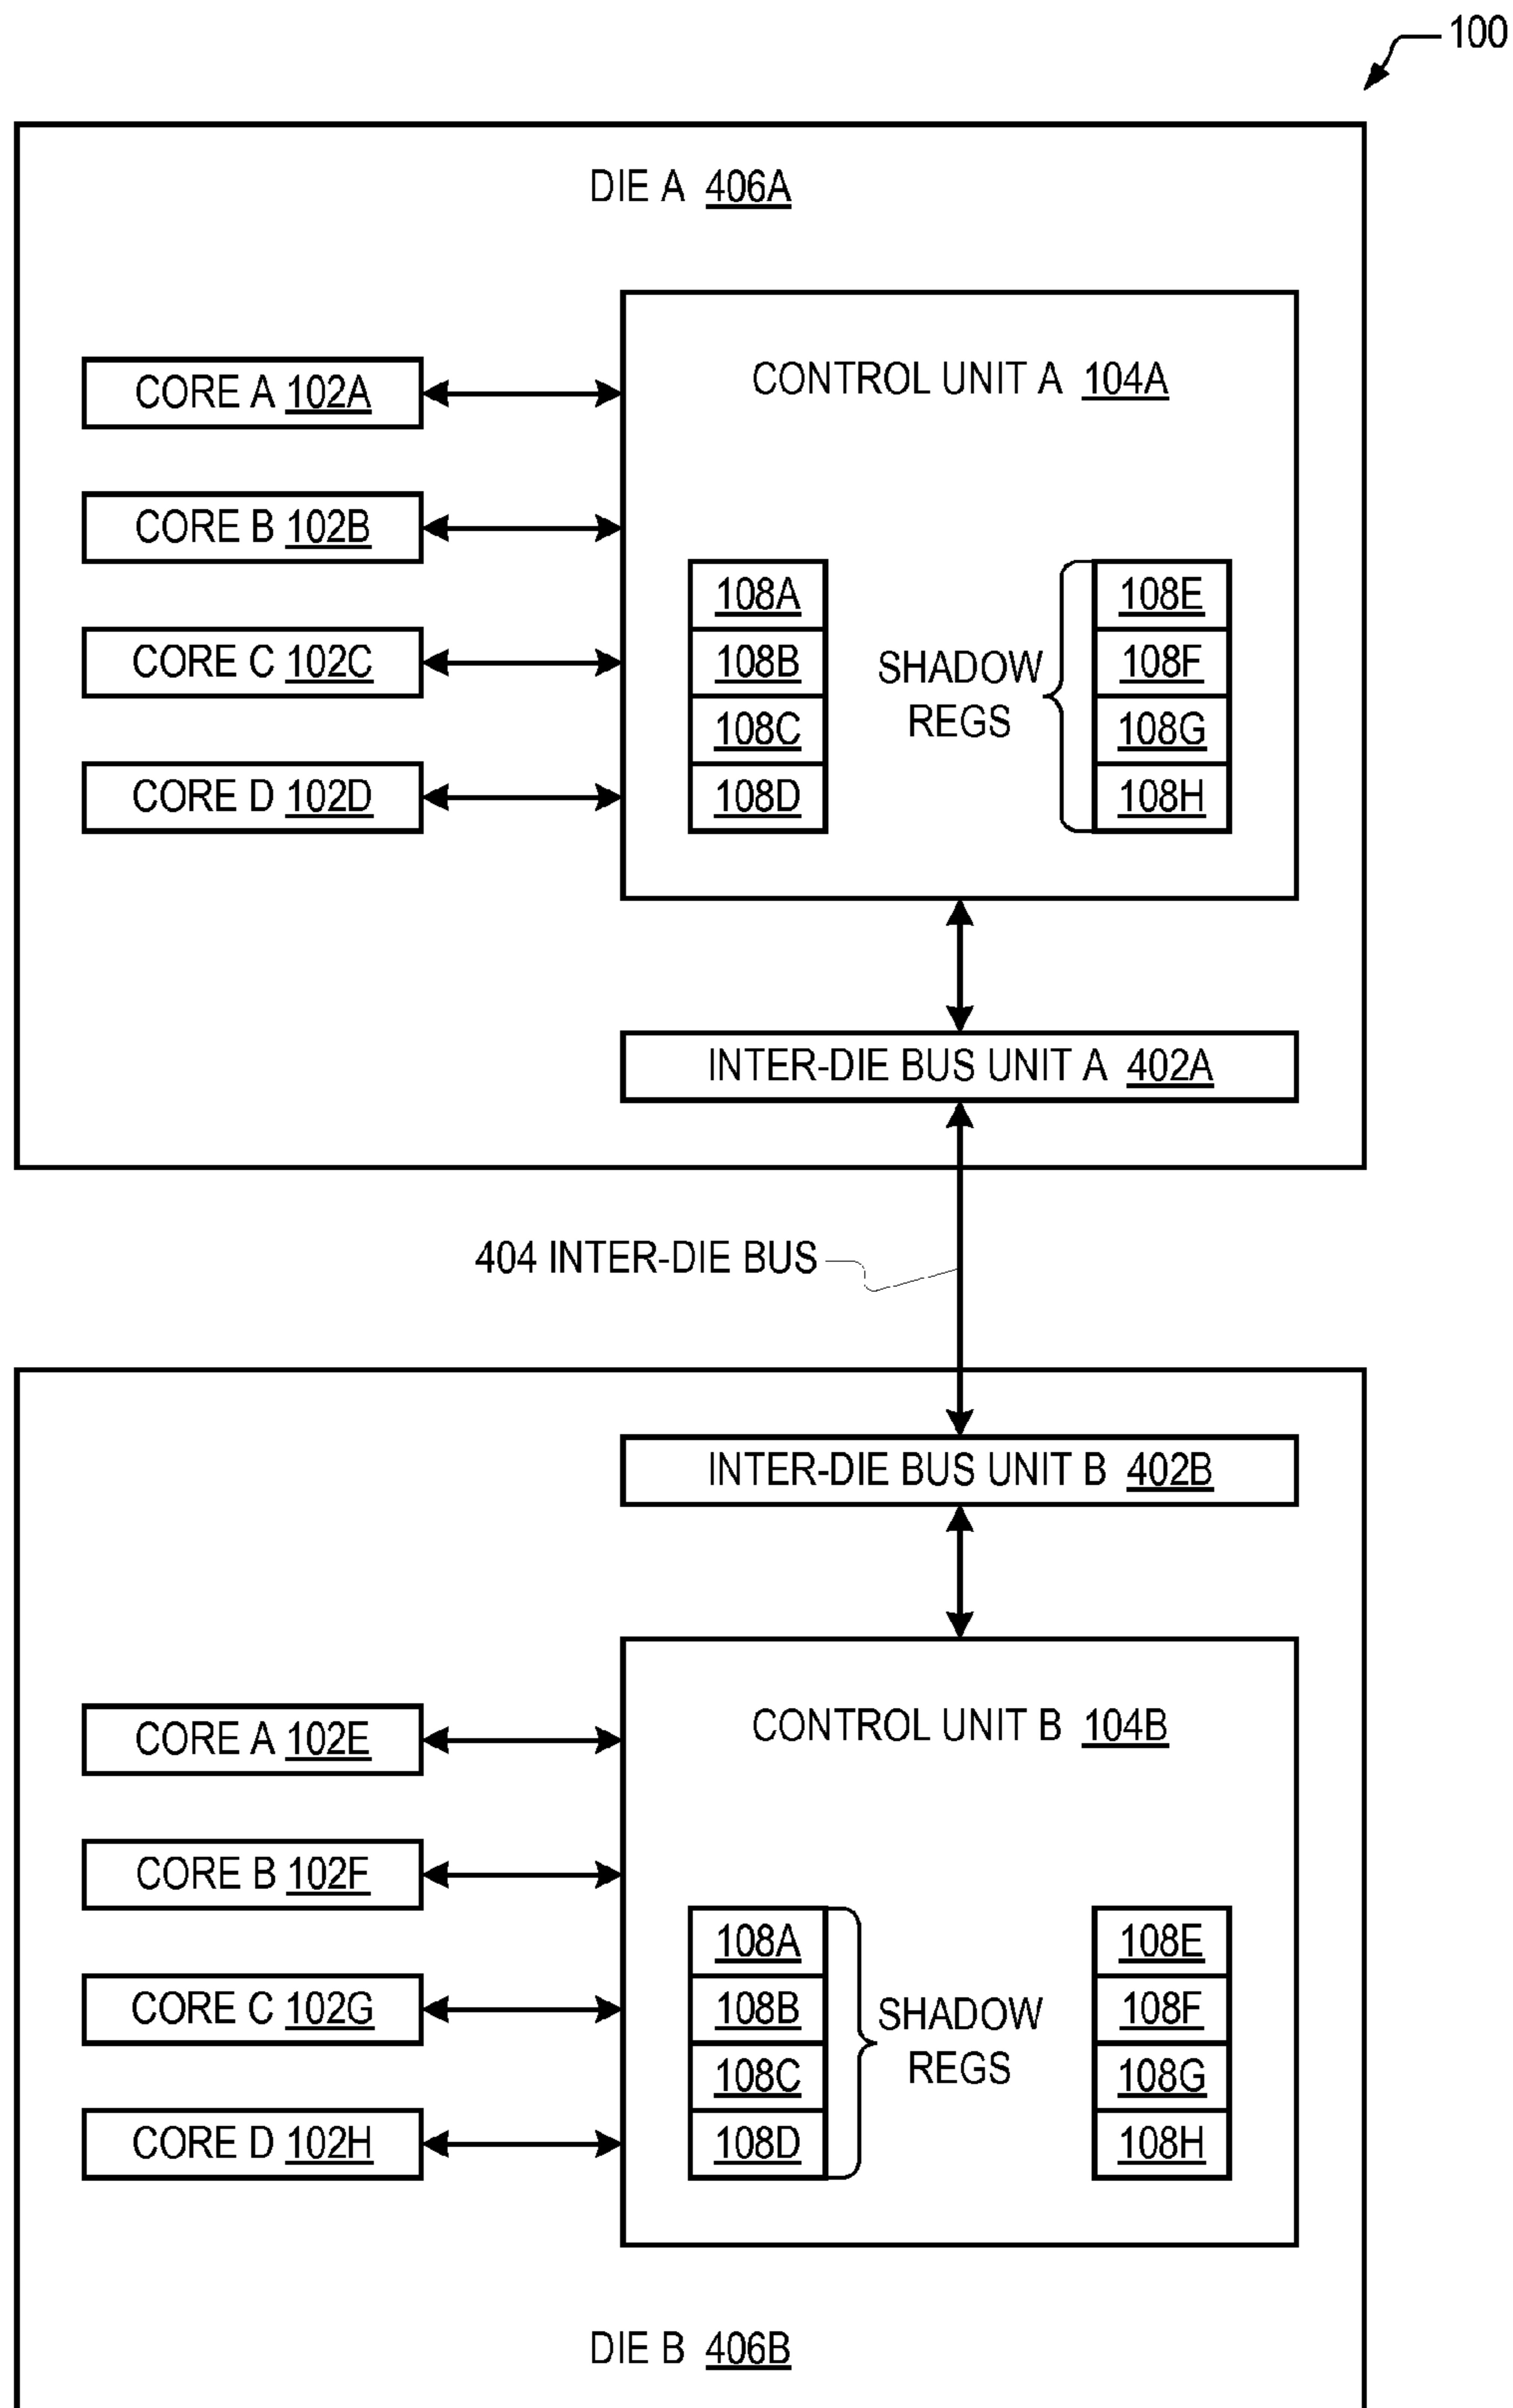 100
DIE A 406A
CONTROL UNIT A 104A
CORE A 102A
CORE B 102B
CORE C 102C
CORE D 102D
108A
108B
108C
108D
SHADOW
REGS
108E
108F
108G
108H
INTER-DIE BUS UNIT A 402A
404 INTER-DIE BUS
INTER-DIE BUS UNIT B 402B
CONTROL UNIT B 104B
CORE A 102E
CORE B 102F
CORE C 102G
CORE D 102H
108A
108B
108C
108D
SHADOW
REGS
108E
108F
108G
108H
DIE B 406B